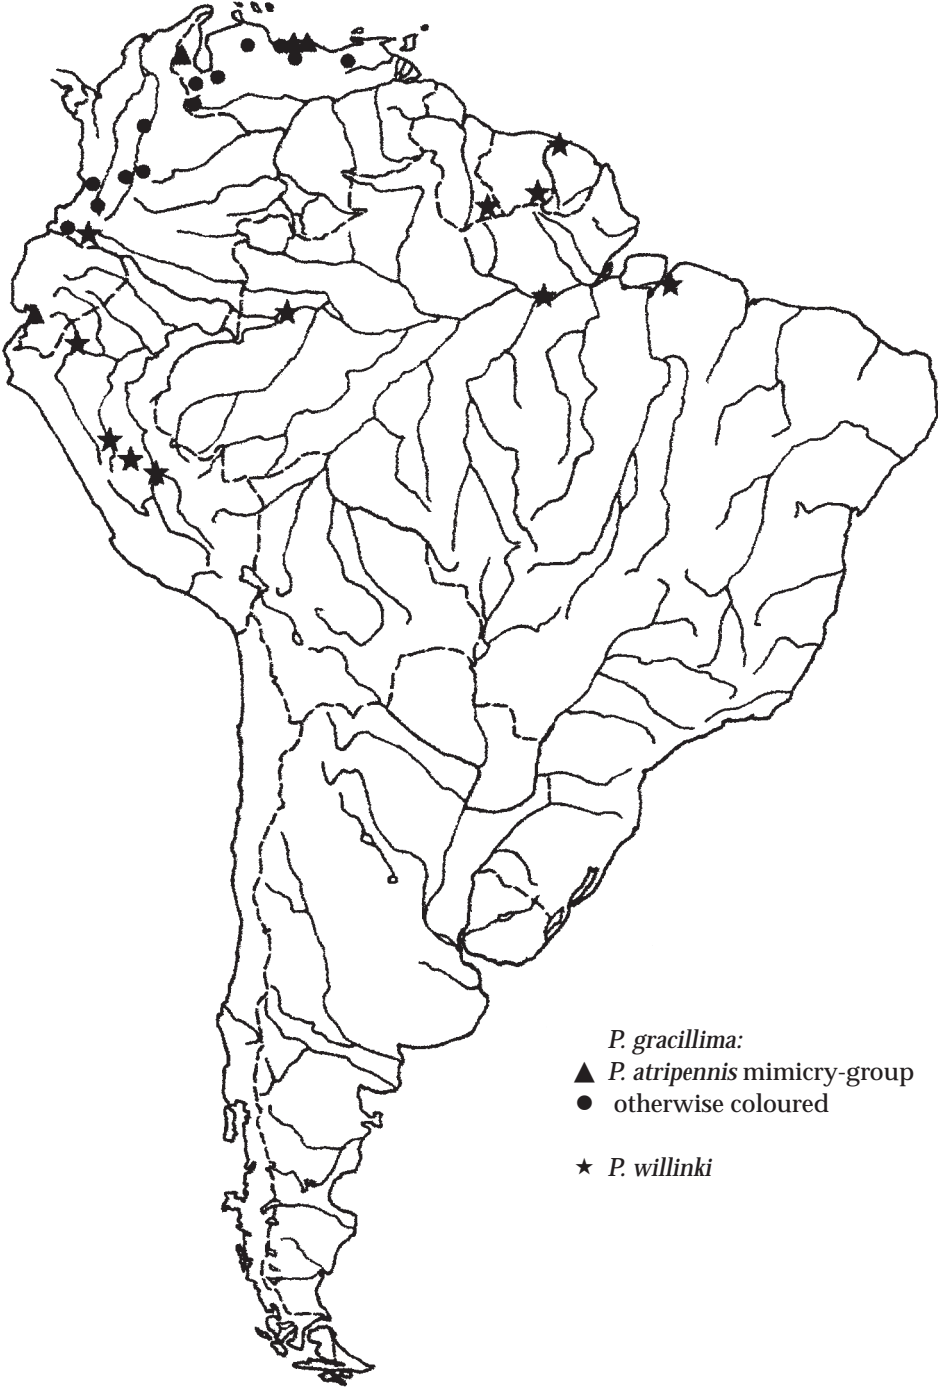 P. gracillima:
P. atripennis mimicry-group
otherwise coloured
P. willinki